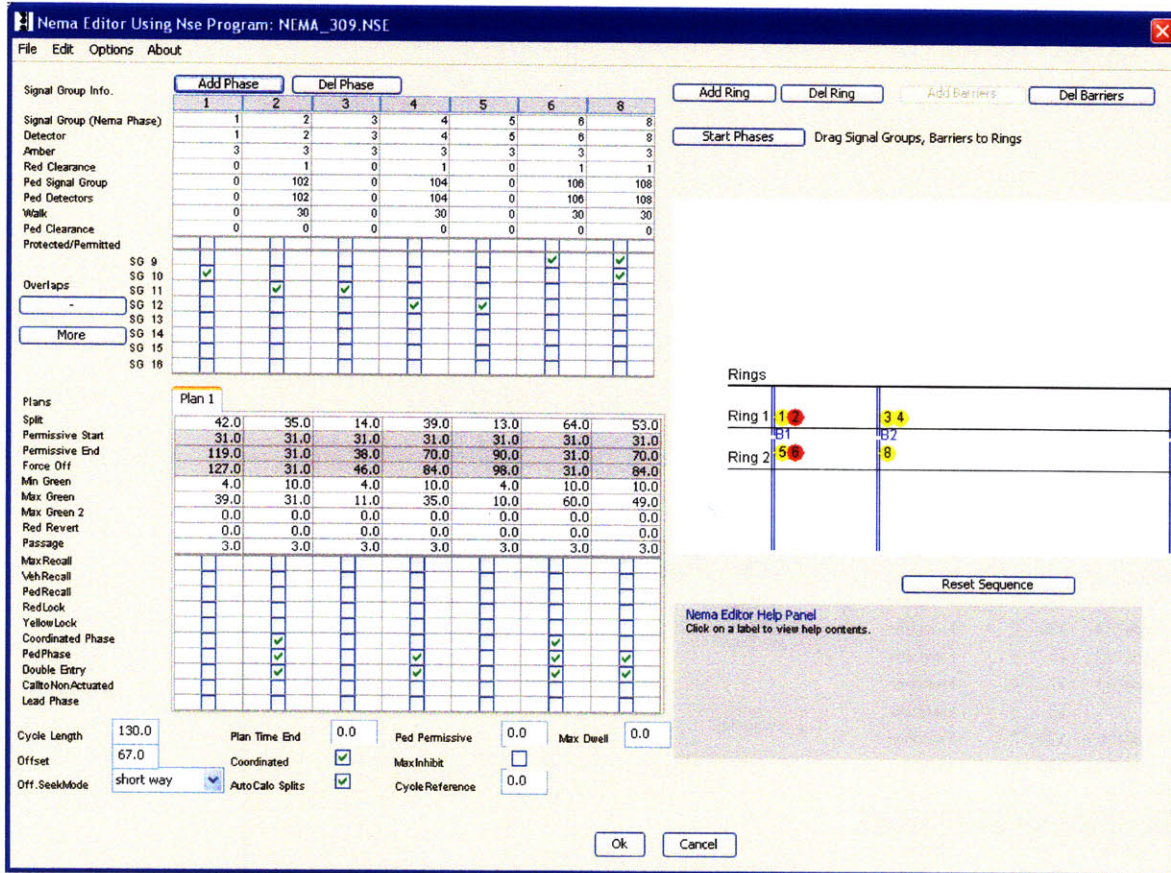 Nema Editor Using Nse Program: NEMA_309.NSE
File Edit Options About
Signal Group Info. Add Phase Del Phase
1 2 3 4 5 6 8
Signal Group (Nema Phase) 1 2 3 4 5 6 8
Detector 1 2 3 4 5 6 8
Amber 3 3 3 3 3 3 3
Red Clearance 0 1 0 1 0 1 1
Ped Signal Group 0 102 0 104 0 106 108
Ped Detectors 0 102 0 104 0 106 108
Walk 0 30 0 30 0 30 30
Ped Clearance 0 0 0 0 0 0 0
Protected/Permitted
SG 9
SG 10
Overlaps
SG 11
-
SG 12
SG 13
More
SG 14
SG 15
SG 16
Plans Plan 1
Split 42.0 35.0 14.0 39.0 13.0 64.0 53.0
Permissive Start 31.0 31.0 31.0 31.0 31.0 31.0 31.0
Permissive End 119.0 31.0 38.0 70.0 90.0 31.0 70.0
Force Off 127.0 31.0 46.0 84.0 98.0 31.0 84.0
Min Green 4.0 10.0 4.0 10.0 4.0 10.0 10.0
Max Green 39.0 31.0 11.0 35.0 10.0 60.0 49.0
Max Green 2 0.0 0.0 0.0 0.0 0.0 0.0 0.0
Red Revert 0.0 0.0 0.0 0.0 0.0 0.0 0.0
Passage 3.0 3.0 3.0 3.0 3.0 3.0 3.0
MaxRecall
VehRecall
PedRecall
RedLock
YellowLock
Coordinated Phase
PedPhase
Double Entry
CalltoNonActuated
Lead Phase
Cycle Length 130.0 Plan Time End 0.0 Ped Permissive 0.0 Max Dwell 0.0
Offset 67.0 Coordinated MaxInhibit
Off.SeekMode short way AutoCalc Splits CycleReference 0.0
Add Ring Del Ring Add Barriers Del Barriers
Start Phases Drag Signal Groups, Barriers to Rings
Rings
Ring 1 1 2 3 4
B1 B2
Ring 2 5 6 8
Reset Sequence
Nema Editor Help Panel
Click on a label to view help contents.
Ok Cancel